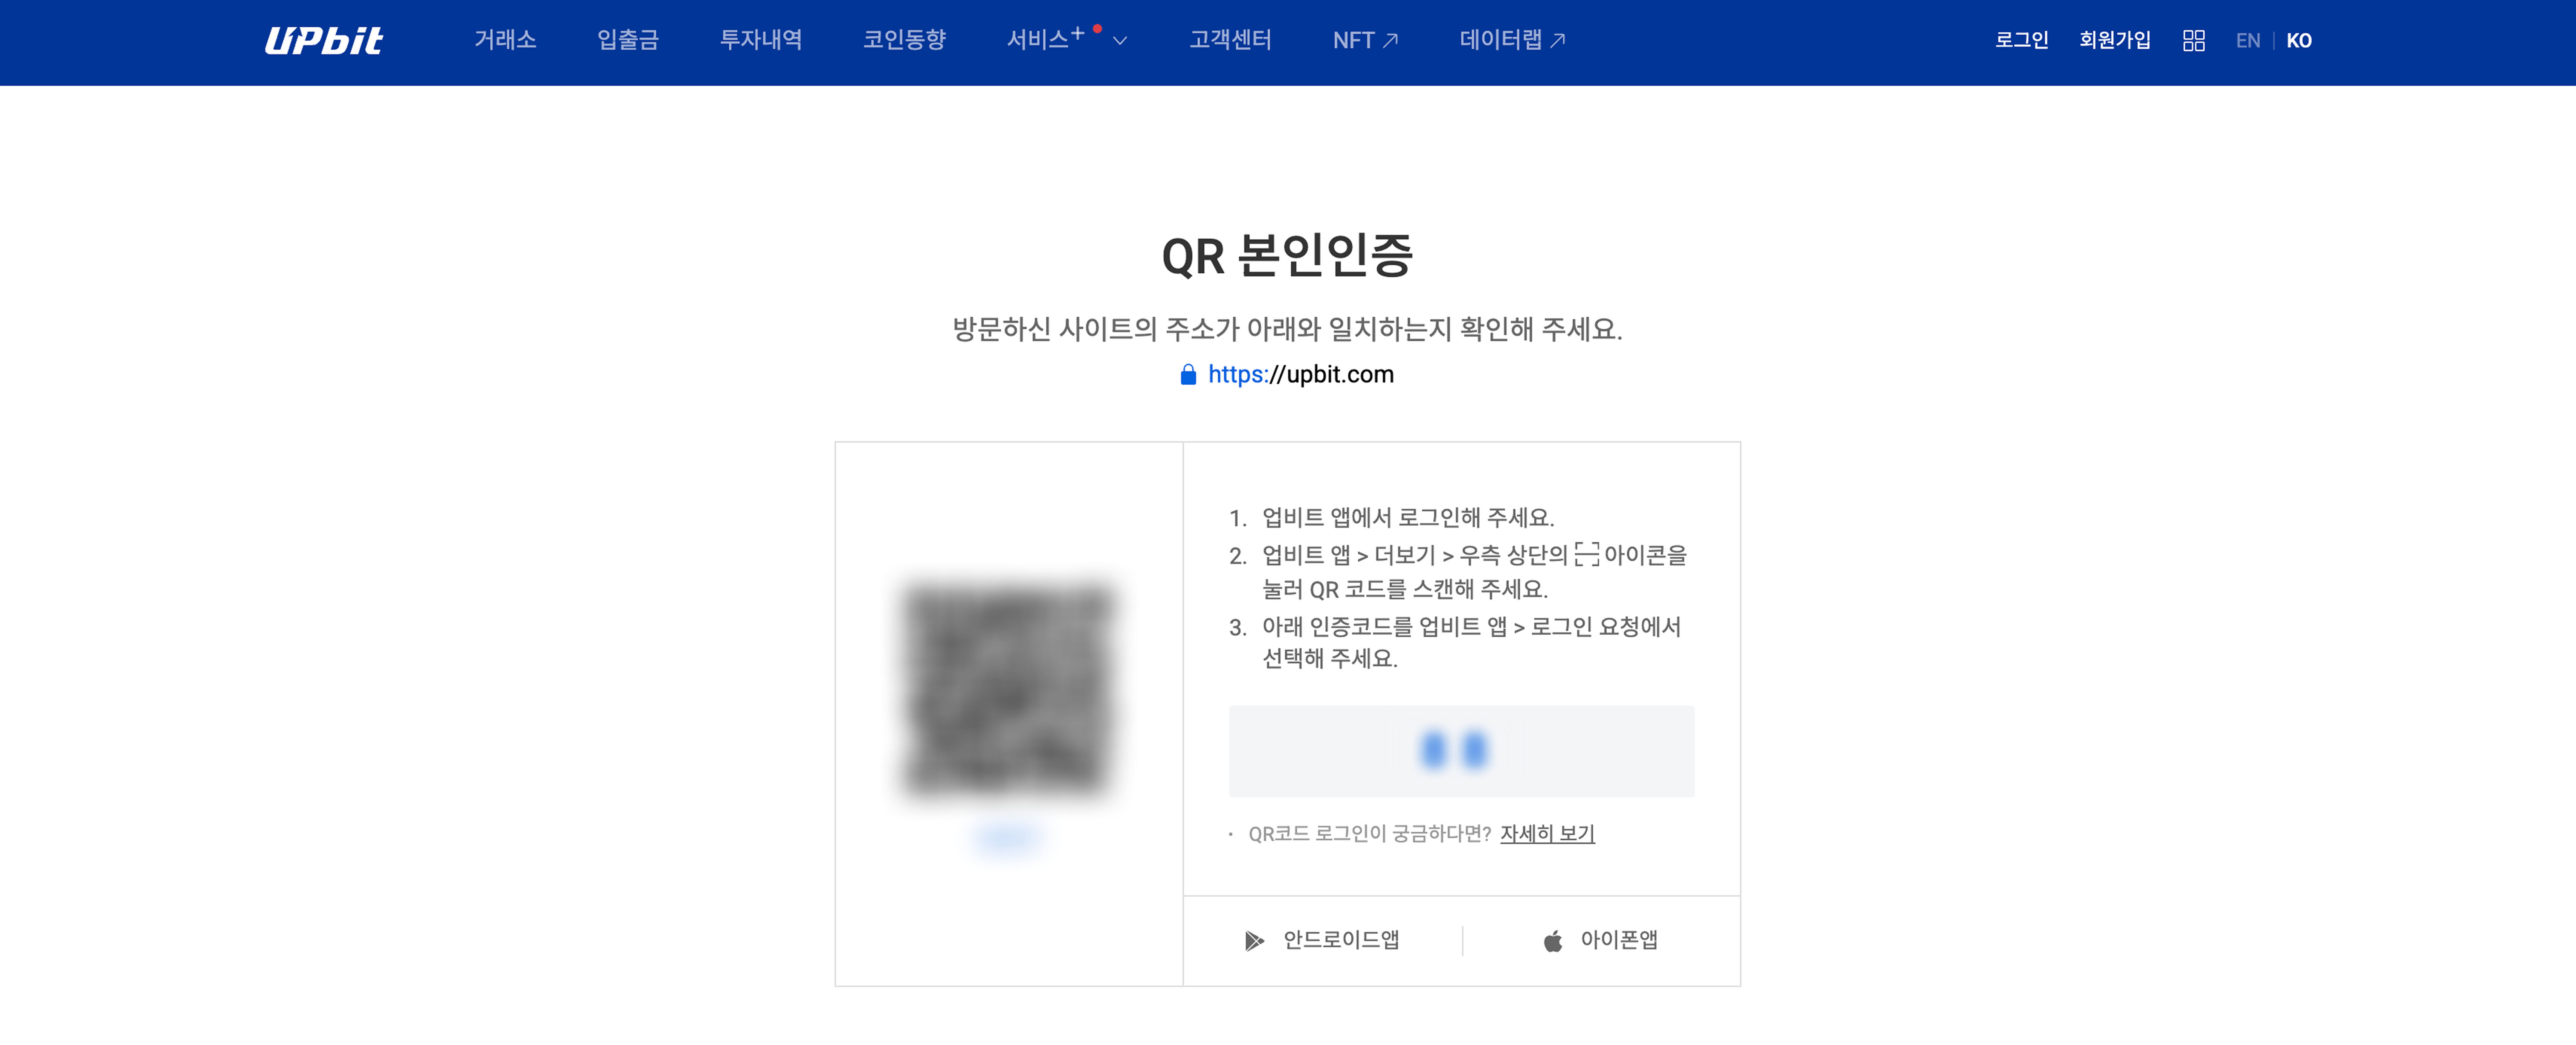 UPbit
거래소 입출금 투자내역 코인동향 서비스+ 고객센터 NFT 데이터랩 로그인 회원가입 EN KO
QR 본인인증
방문하신 사이트의 주소가 아래와 일치하는지 확인해 주세요.
https://upbit.com
1. 업비트 앱에서 로그인해 주세요.
2. 업비트 앱 > 더보기 > 우측 상단의 아이콘을
눌러 QR 코드를 스캔해 주세요.
3. 아래 인증코드를 업비트 앱 > 로그인 요청에서
선택해 주세요.
· QR코드 로그인이 궁금하다면? 자세히 보기
안드로이드앱 아이폰앱